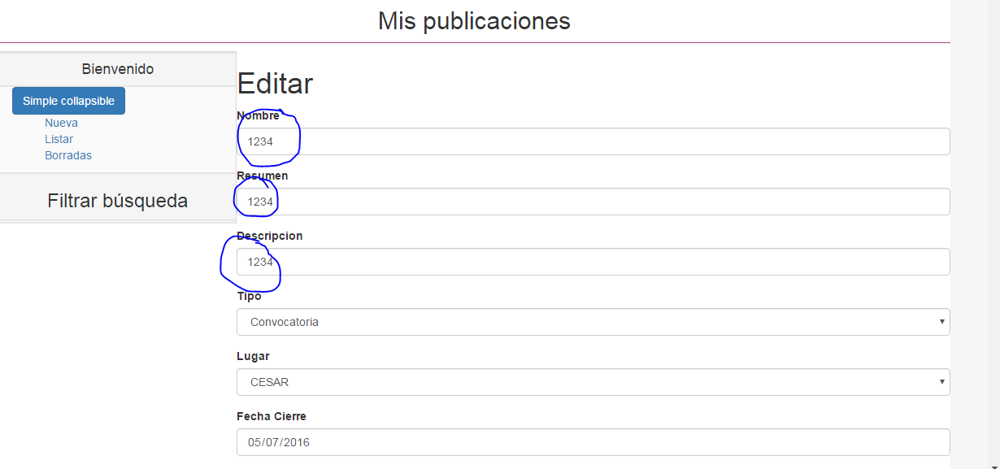 Mis publicaciones
Bienvenido
Simple collapsible
Nueva
Listar
Borradas
Filtrar búsqueda
Editar
Nombre
1234
Resumen
1234
Descripcion
1234
Tipo
Convocatoria
Lugar
CESAR
Fecha Cierre
05/07/2016